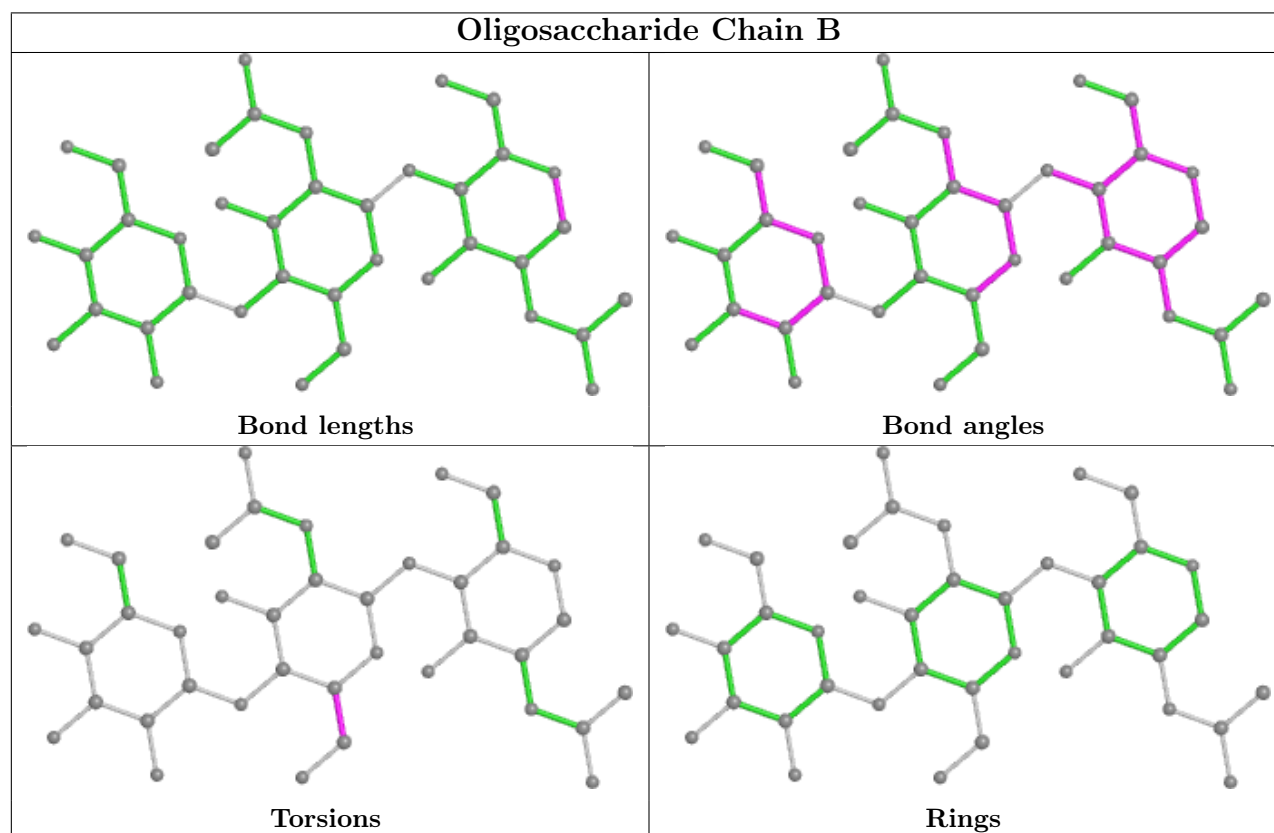 Oligosaccharide Chain B
Bond lengths
Bond angles
Torsions
Rings